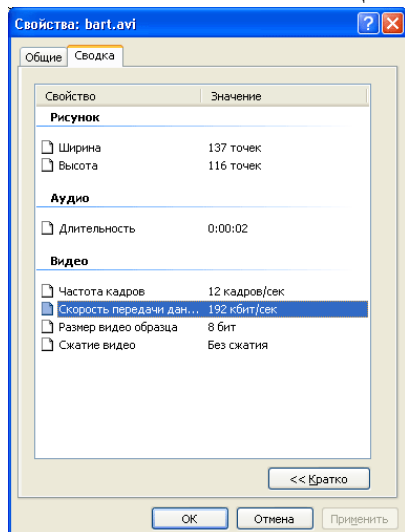 Свойства: bart.avi
Общие Сводка
Свойство Значение
Рисунок
Ширина 137 точек
Высота 116 точек
Аудио
Длительность 0:00:02
Видео
Частота кадров 12 кадров/сек
Скорость передачи дан... 192 кбит/сек
Размер видео образца 8 бит
Сжатие видео Без сжатия
<< Кратко
ОК Отмена Применить